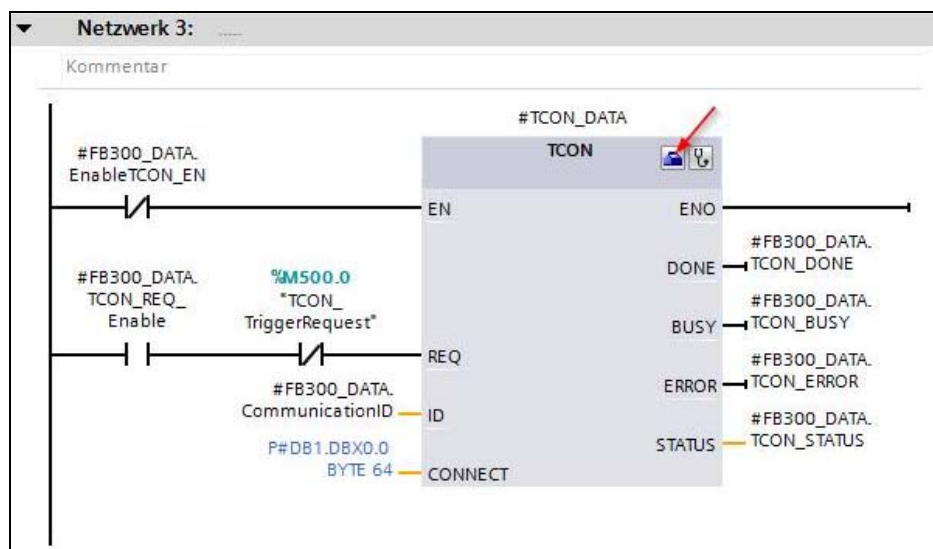 Netzwerk 3: .....
Kommentar
#TCON_DATA
TCON
#FB300_DATA.
EnableTCON_EN
EN
ENO
#FB300_DATA.
TCON_DONE
DONE
#FB300_DATA.
TCON_REQ_
Enable
%M500.0
"TCON_
TriggerRequest"
REQ
#FB300_DATA.
TCON_BUSY
BUSY
#FB300_DATA.
TCON_ERROR
ERROR
#FB300_DATA.
CommunicationID
ID
#FB300_DATA.
TCON_STATUS
STATUS
P#DB1.DBX0.0
BYTE 64
CONNECT